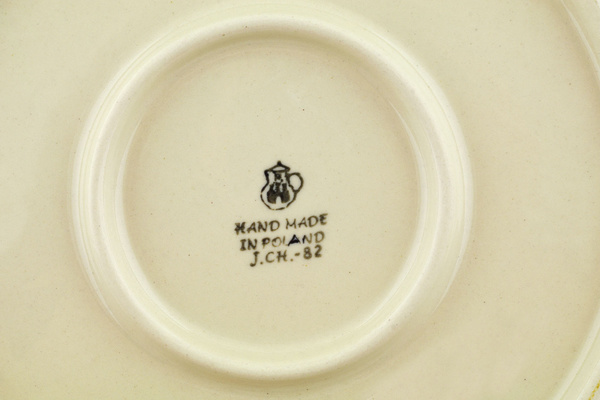 HAND MADE
IN POLAND
J.CH.-82